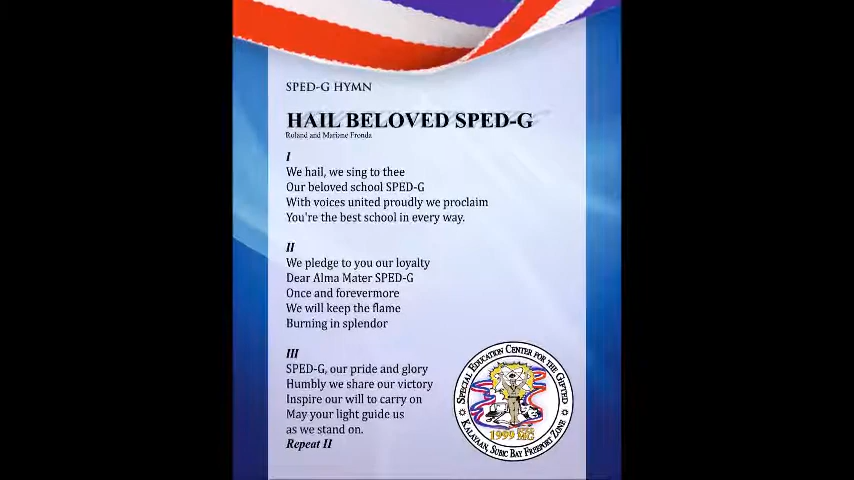 SPED-G HYMN
HAIL BELOVED SPED-G
Roland and Mariane Fronda
I
We hail, we sing to thee
Our beloved school SPED-G
With voices united proudly we proclaim
You're the best school in every way.
II
We pledge to you our loyalty
Dear Alma Mater SPED-G
Once and forevermore
We will keep the flame
Burning in splendor
III
SPED-G, our pride and glory
Humbly we share our victory
Inspire our will to carry on
May your light guide us
as we stand on.
Repeat II
SPECIAL EDUCATION CENTER FOR THE GIFTED
1999
KALAYAAN, SUBIC BAY FREEPORT ZONE